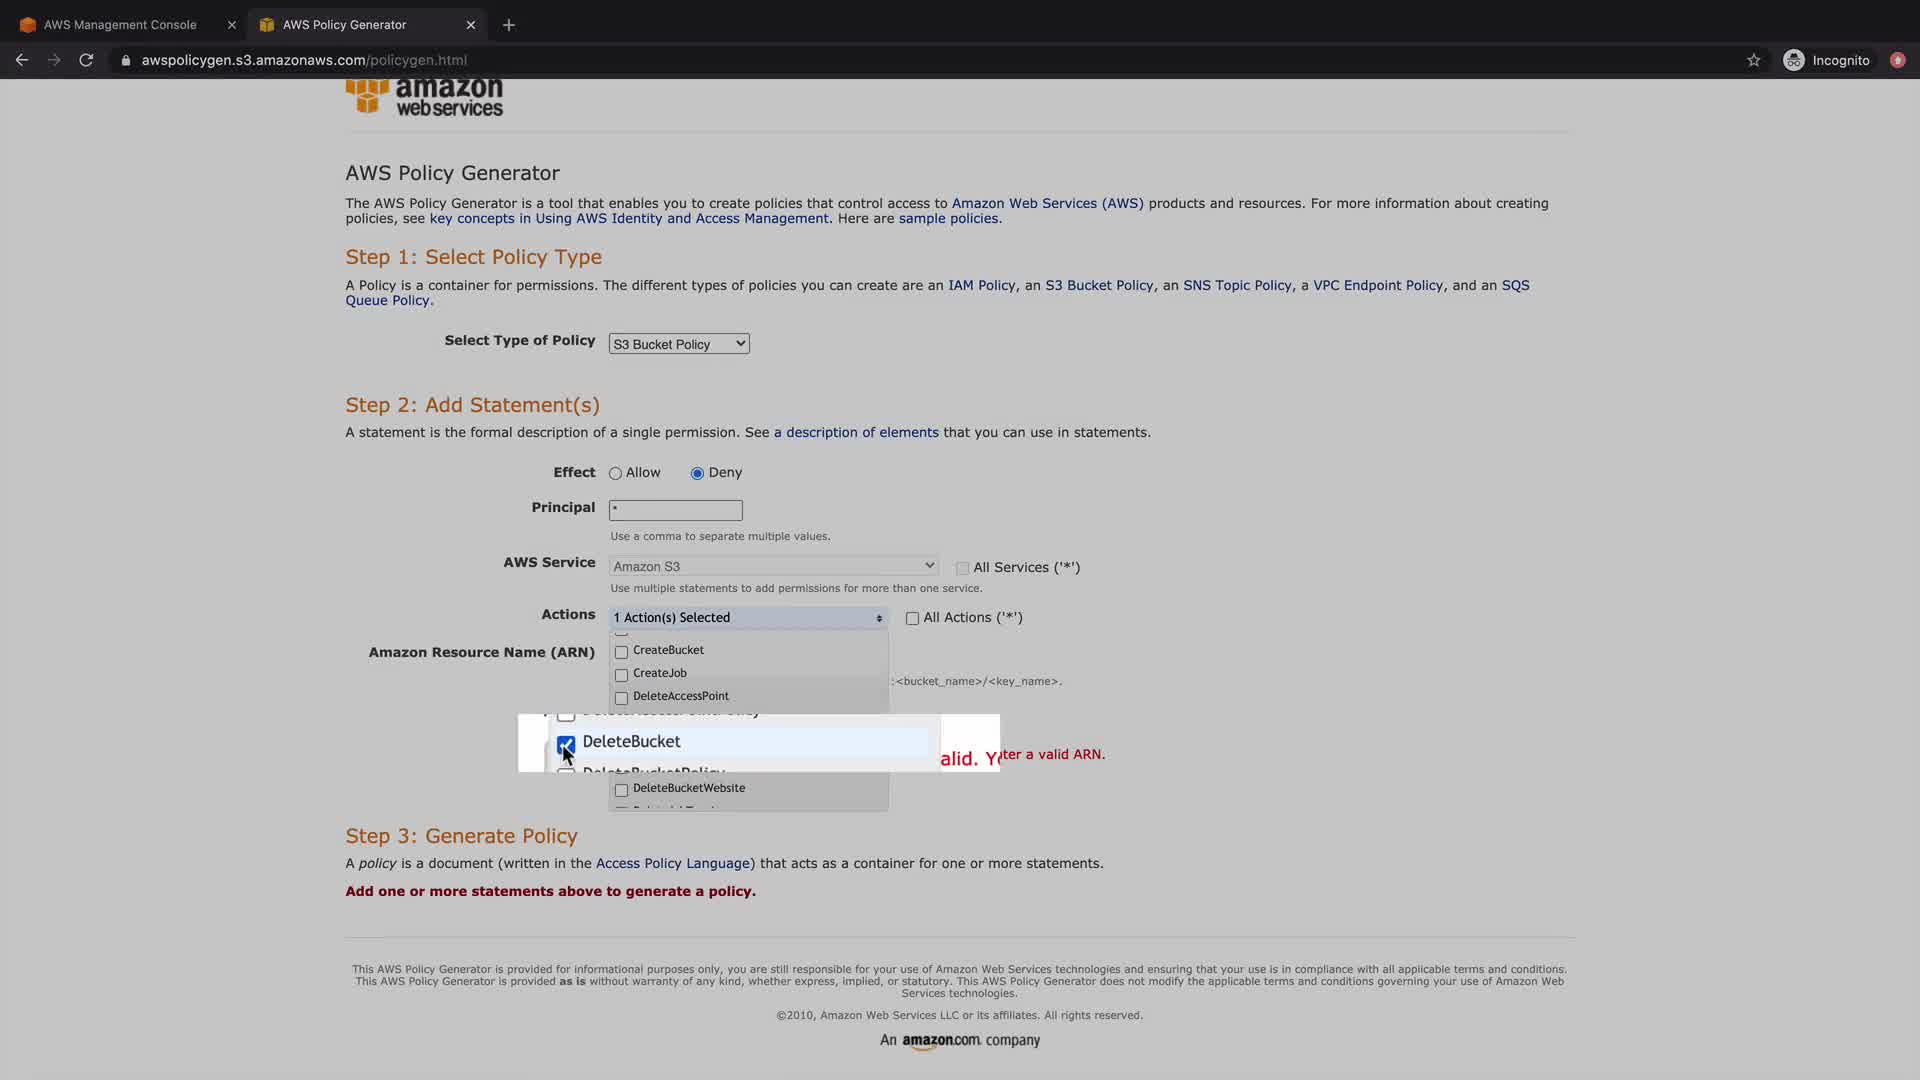 AWS Management Console
AWS Policy Generator
awspolicygen.s3.amazonaws.com/policygen.html
Incognito
amazon
webservices
AWS Policy Generator
The AWS Policy Generator is a tool that enables you to create policies that control access to Amazon Web Services (AWS) products and resources. For more information about creating
policies, see key concepts in Using AWS Identity and Access Management. Here are sample policies.
Step 1: Select Policy Type
A Policy is a container for permissions. The different types of policies you can create are an IAM Policy, an S3 Bucket Policy, an SNS Topic Policy, a VPC Endpoint Policy, and an SQS
Queue Policy.
Select Type of Policy S3 Bucket Policy
Step 2: Add Statement(s)
A statement is the formal description of a single permission. See a description of elements that you can use in statements.
Effect Allow Deny
Principal *
Use a comma to separate multiple values.
AWS Service Amazon S3 All Services ('*')
Use multiple statements to add permissions for more than one service.
Actions 1 Action(s) Selected All Actions ('*')
CreateBucket
Amazon Resource Name (ARN)
CreateJob
:<bucket_name>/<key_name>.
DeleteAccessPoint
DeleteBucket
alid. Yo
ter a valid ARN.
DeleteBucketPolicy
DeleteBucketWebsite
Step 3: Generate Policy
A policy is a document (written in the Access Policy Language) that acts as a container for one or more statements.
Add one or more statements above to generate a policy.
This AWS Policy Generator is provided for informational purposes only, you are still responsible for your use of Amazon Web Services technologies and ensuring that your use is in compliance with all applicable terms and conditions.
This AWS Policy Generator is provided as is without warranty of any kind, whether express, implied, or statutory. This AWS Policy Generator does not modify the applicable terms and conditions governing your use of Amazon Web
Services technologies.
©2010, Amazon Web Services LLC or its affiliates. All rights reserved.
An amazon.com company